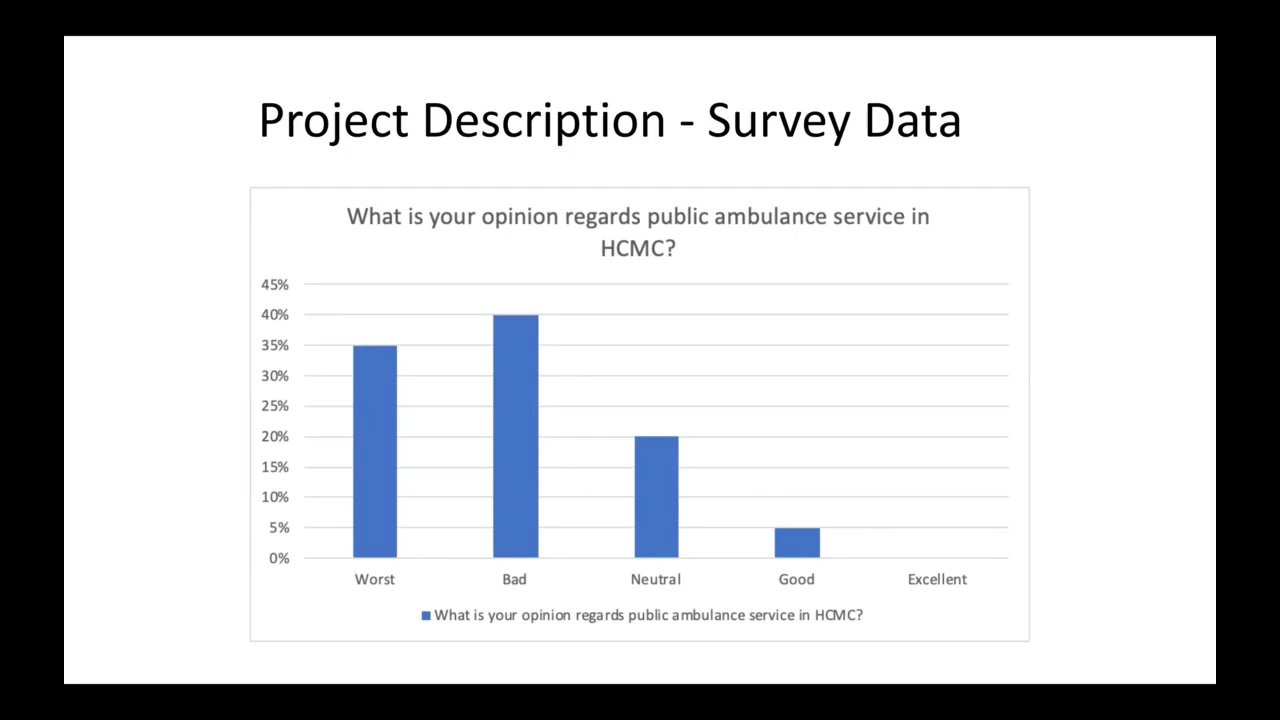 Project Description - Survey Data
What is your opinion regards public ambulance service in
HCMC?
45%
40%
35%
30%
25%
20%
15%
10%
5%
0%
Worst Bad Neutral Good Excellent
What is your opinion regards public ambulance service in HCMC?